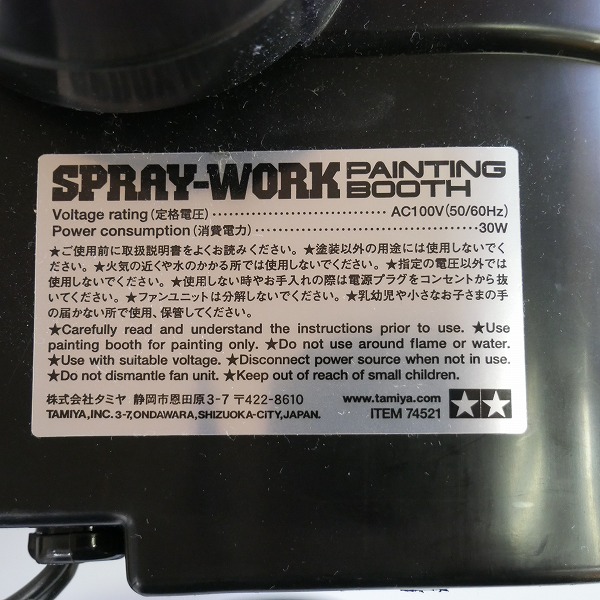 SPRAY-WORK PAINTING BOOTH
Voltage rating (定格電圧) ································ AC100V (50/60Hz)
Power consumption (消費電力) ································ 30W
★ご使用前に取扱説明書をよくお読みください。★塗装以外の用途には使用しないでく
ださい。★火気の近くや水のかかる所では使用しないでください。★指定の電圧以外では
使用しないでください。★使用しない時やお手入れの際は電源プラグをコンセントから抜
いてください。★ファンユニットは分解しないでください。★乳幼児や小さなお子さまの手
の届かない所で使用、保管してください。
★Carefully read and understand the instructions prior to use. ★Use
painting booth for painting only. ★Do not use around flame or water.
★Use with suitable voltage. ★Disconnect power source when not in use.
★Do not dismantle fan unit. ★Keep out of reach of small children.
株式会社タミヤ 静岡市恩田原3-7 〒422-8610 www.tamiya.com
TAMIYA, INC. 3-7, ONDAWARA, SHIZUOKA-CITY, JAPAN. ITEM 74521